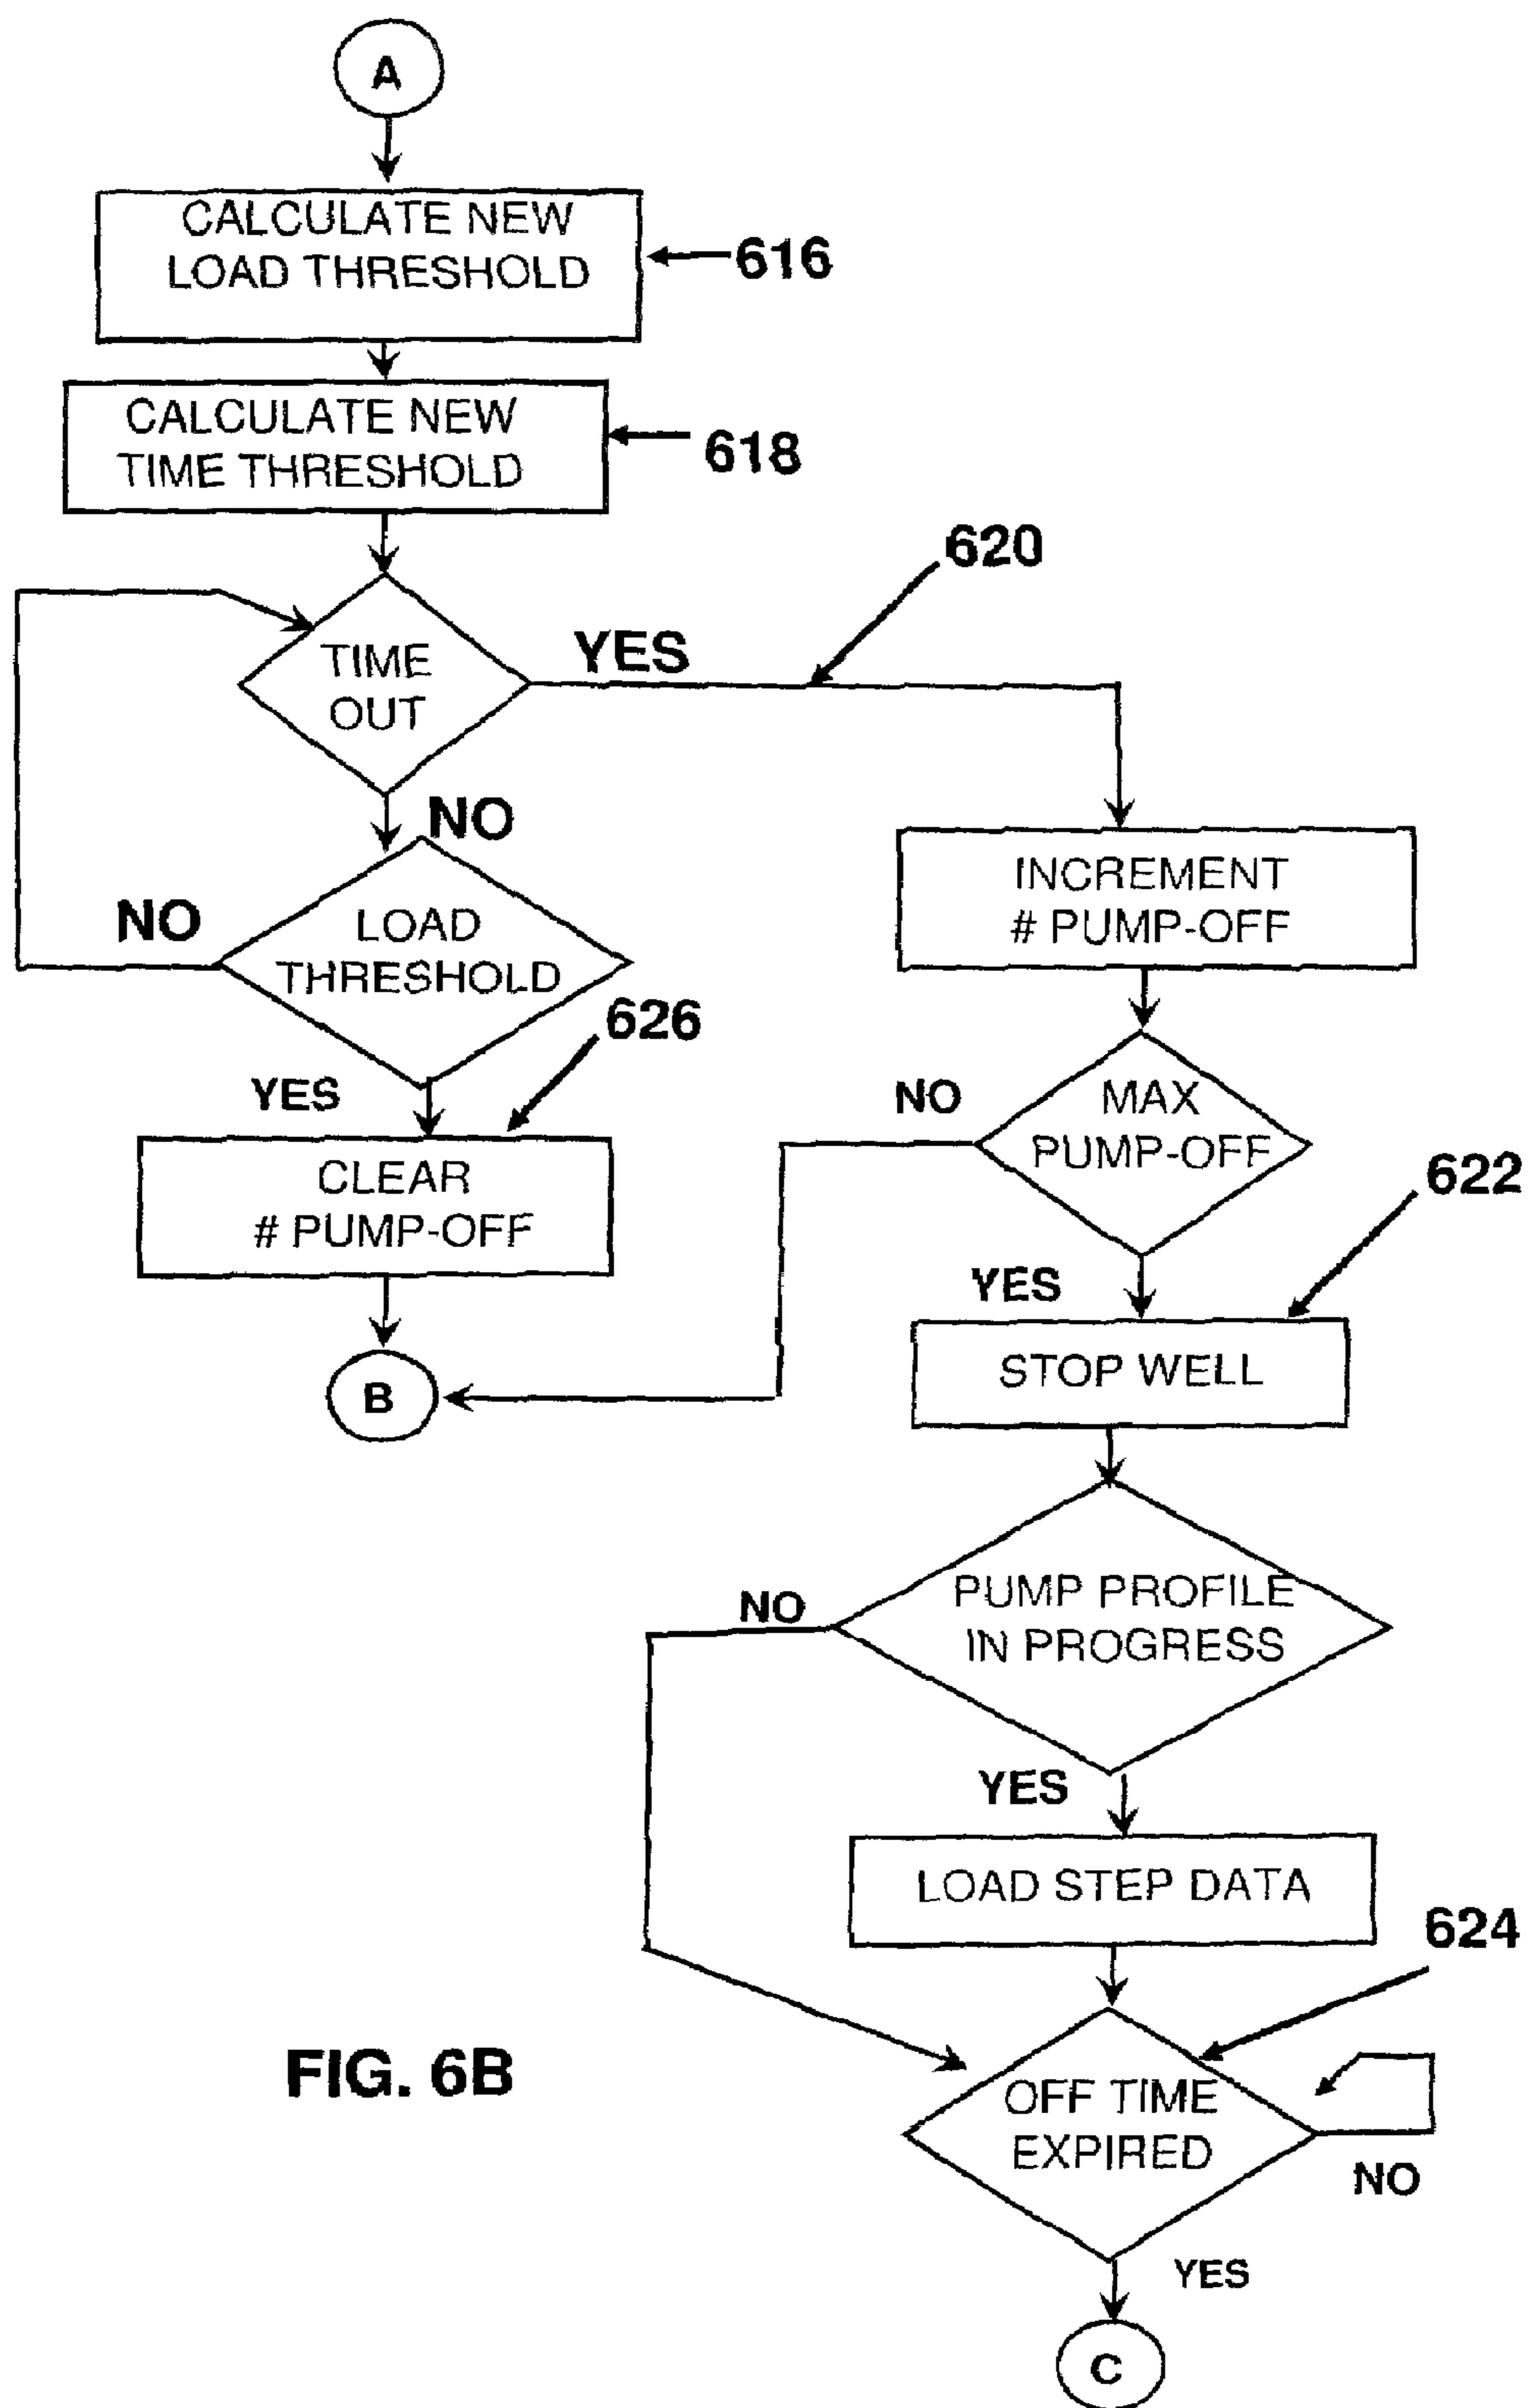 A
CALCULATE NEW
LOAD THRESHOLD
616
CALCULATE NEW
TIME THRESHOLD
618
620
TIME
OUT
YES
NO
LOAD
THRESHOLD
NO
INCREMENT
# PUMP-OFF
626
YES
CLEAR
# PUMP-OFF
NO
MAX
PUMP-OFF
622
YES
STOP WELL
B
PUMP PROFILE
IN PROGRESS
NO
YES
LOAD STEP DATA
624
FIG. 6B
OFF TIME
EXPIRED
NO
YES
C